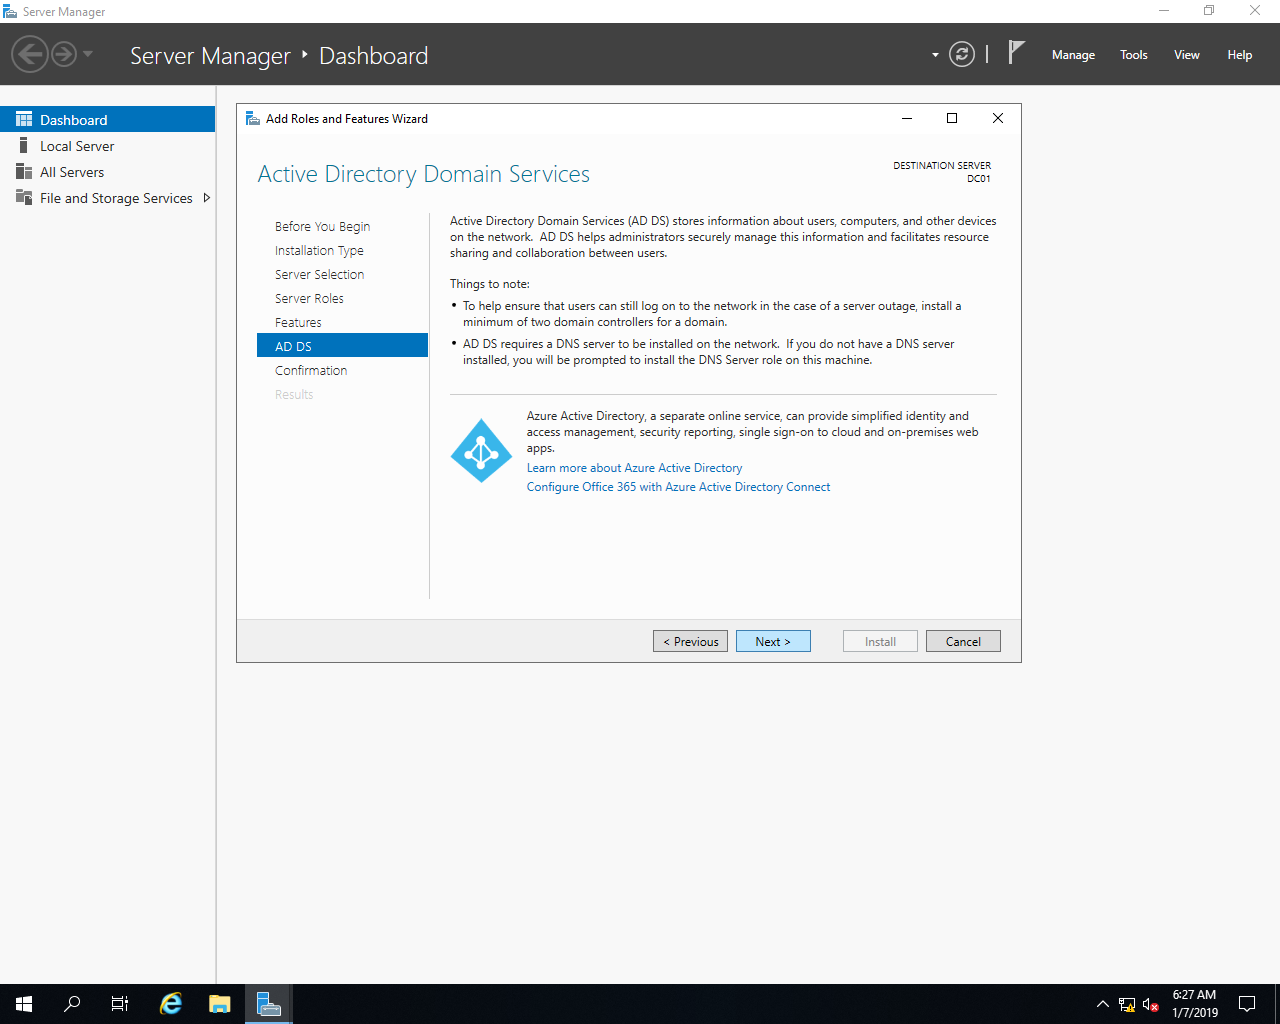 Server Manager
Server Manager
Dashboard
Manage
Tools
View
Help
Dashboard
Local Server
All Servers
File and Storage Services
Add Roles and Features Wizard
Active Directory Domain Services
DESTINATION SERVER
DC01
Before You Begin
Installation Type
Server Selection
Server Roles
Features
AD DS
Confirmation
Results
Active Directory Domain Services (AD DS) stores information about users, computers, and other devices
on the network.  AD DS helps administrators securely manage this information and facilitates resource
sharing and collaboration between users.
Things to note:
• To help ensure that users can still log on to the network in the case of a server outage, install a
minimum of two domain controllers for a domain.
• AD DS requires a DNS server to be installed on the network.  If you do not have a DNS server
installed, you will be prompted to install the DNS Server role on this machine.
Azure Active Directory, a separate online service, can provide simplified identity and
access management, security reporting, single sign-on to cloud and on-premises web
apps.
Learn more about Azure Active Directory
Configure Office 365 with Azure Active Directory Connect
< Previous
Next >
Install
Cancel
6:27 AM
1/7/2019